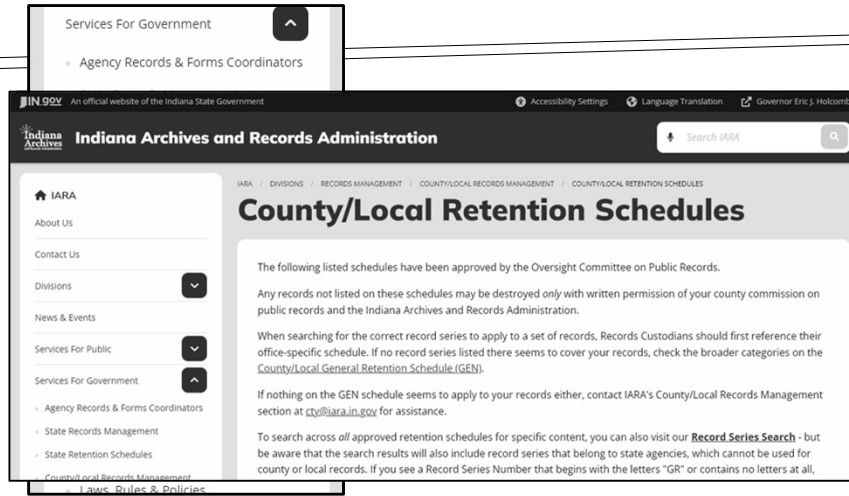 Services For Government
Agency Records & Forms Coordinators
IN.gov An official website of the Indiana State Government
Accessibility Settings Language Translation Governor Eric J. Holcomb
Indiana Archives
Indiana Archives and Records Administration
Search IARA
IARA
About Us
Contact Us
Divisions
News & Events
Services For Public
Services For Government
Agency Records & Forms Coordinators
State Records Management
State Retention Schedules
County/Local Records Management
Laws, Rules & Policies
IARA / DIVISIONS / RECORDS MANAGEMENT / COUNTY/LOCAL RECORDS MANAGEMENT / COUNTY/LOCAL RETENTION SCHEDULES
County/Local Retention Schedules
The following listed schedules have been approved by the Oversight Committee on Public Records.
Any records not listed on these schedules may be destroyed only with written permission of your county commission on
public records and the Indiana Archives and Records Administration.
When searching for the correct record series to apply to a set of records, Records Custodians should first reference their
office-specific schedule. If no record series listed there seems to cover your records, check the broader categories on the
County/Local General Retention Schedule (GEN).
If nothing on the GEN schedule seems to apply to your records either, contact IARA's County/Local Records Management
section at cty@iara.in.gov for assistance.
To search across all approved retention schedules for specific content, you can also visit our Record Series Search - but
be aware that the search results will also include record series that belong to state agencies, which cannot be used for
county or local records. If you see a Record Series Number that begins with the letters "GR" or contains no letters at all,